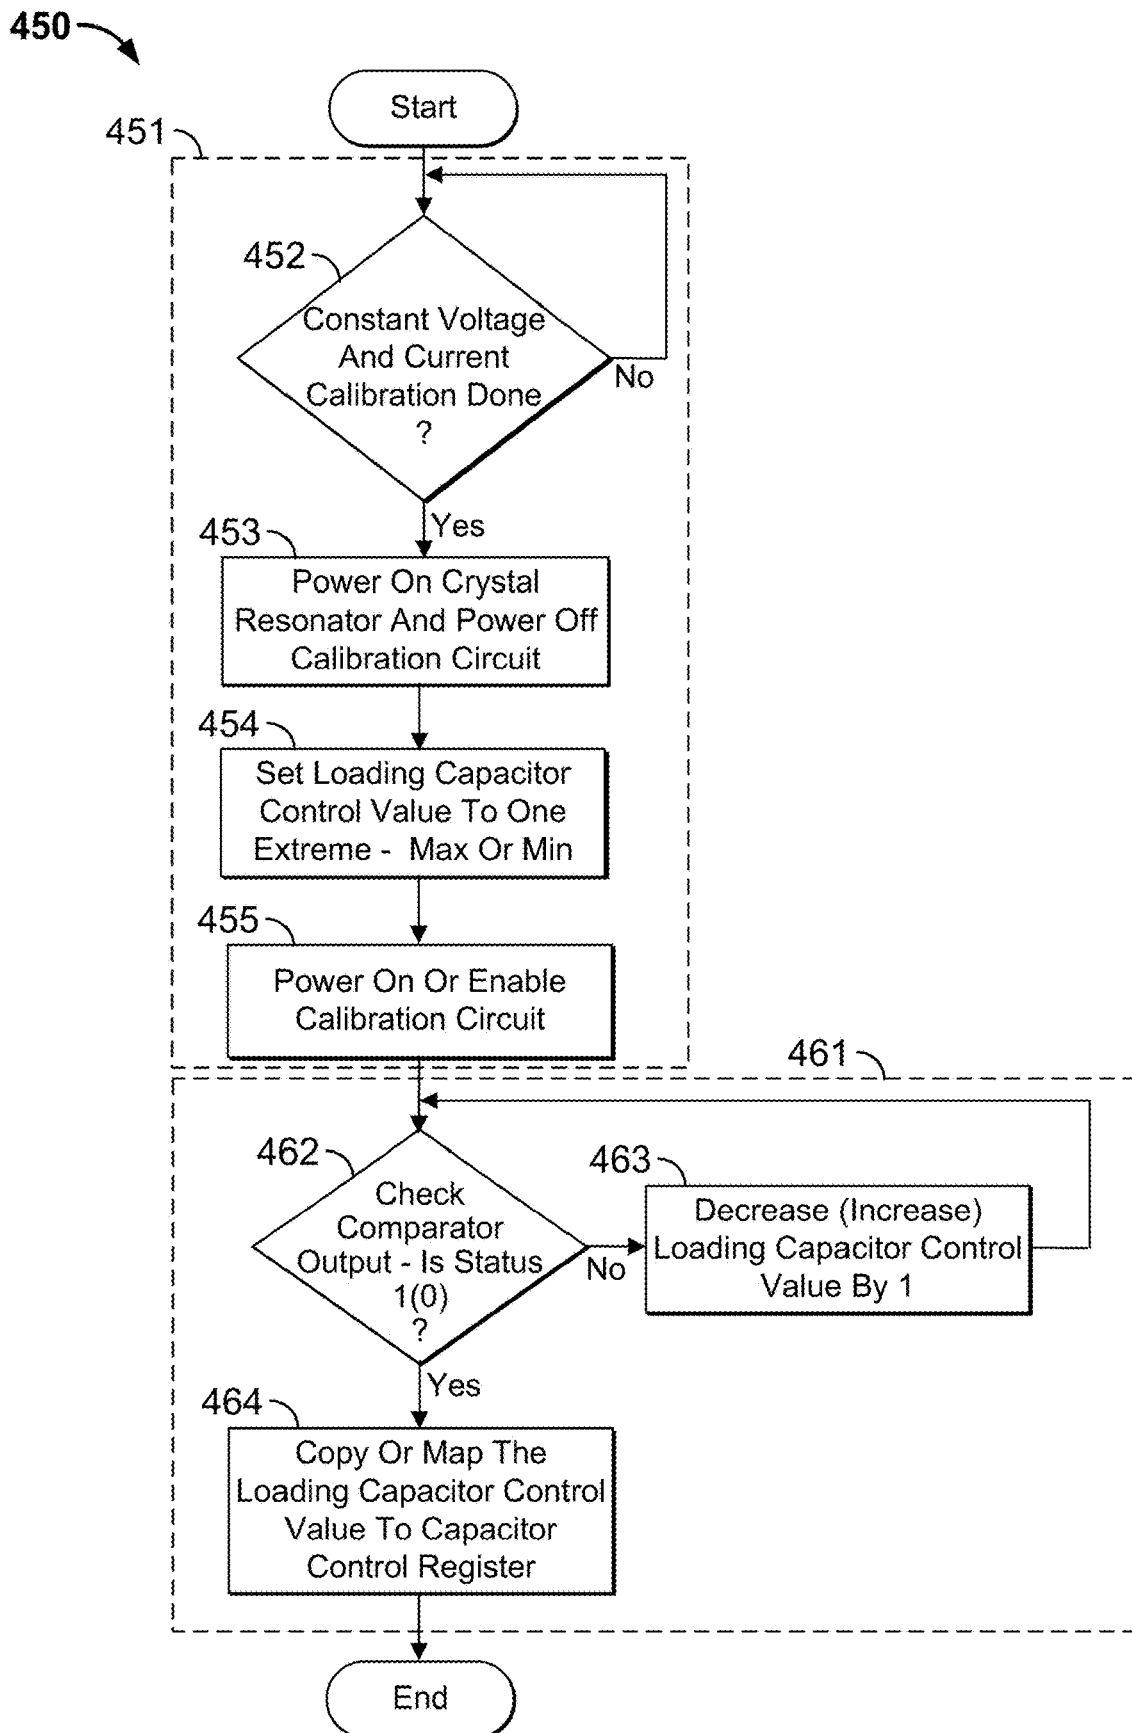 450
Start
451
452
Constant Voltage
And Current
Calibration Done
?
No
Yes
453
Power On Crystal
Resonator And Power Off
Calibration Circuit
454
Set Loading Capacitor
Control Value To One
Extreme - Max Or Min
455
Power On Or Enable
Calibration Circuit
461
462
Check
Comparator
Output - Is Status
1(0)
?
No
463
Decrease (Increase)
Loading Capacitor Control
Value By 1
Yes
464
Copy Or Map The
Loading Capacitor Control
Value To Capacitor
Control Register
End